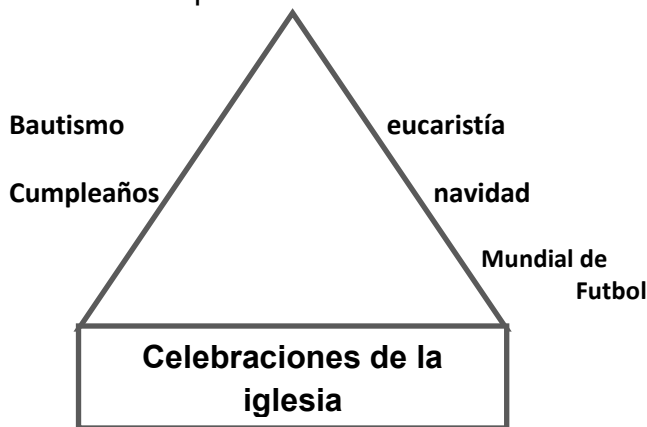 Bautismo
eucaristía
Cumpleaños
navidad
Mundial de
Futbol
Celebraciones de la
iglesia